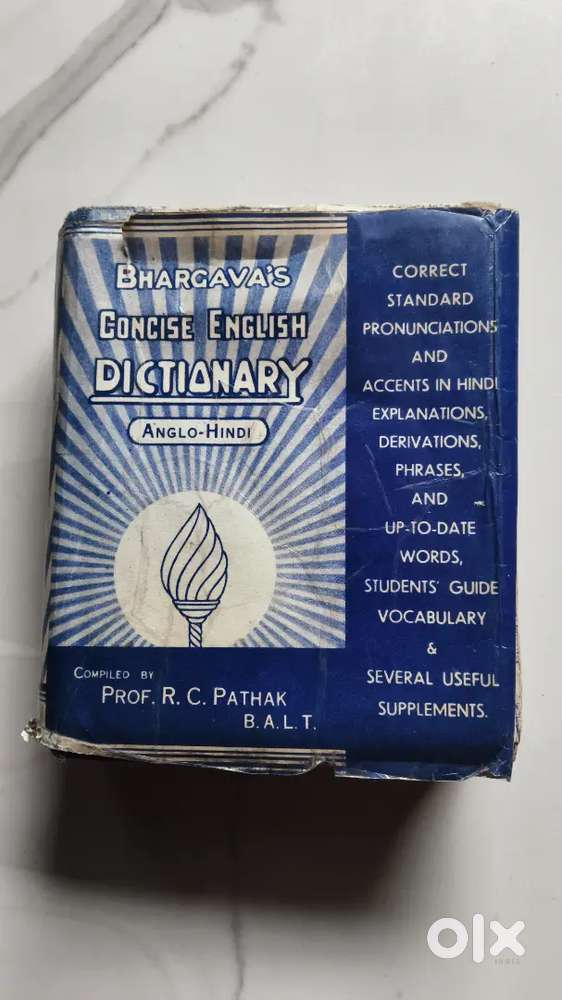 BHARGAVA'S
CONCISE ENGLISH
DICTIONARY
ANGLO-HINDI
COMPILED BY
PROF. R. C. PATHAK
B.A.L.T.
CORRECT
STANDARD
PRONUNCIATIONS
AND
ACCENTS IN HINDI
EXPLANATIONS,
DERIVATIONS,
PHRASES,
AND
UP-TO-DATE
WORDS,
STUDENTS' GUIDE
VOCABULARY
&
SEVERAL USEFUL
SUPPLEMENTS.
olx
INDIA